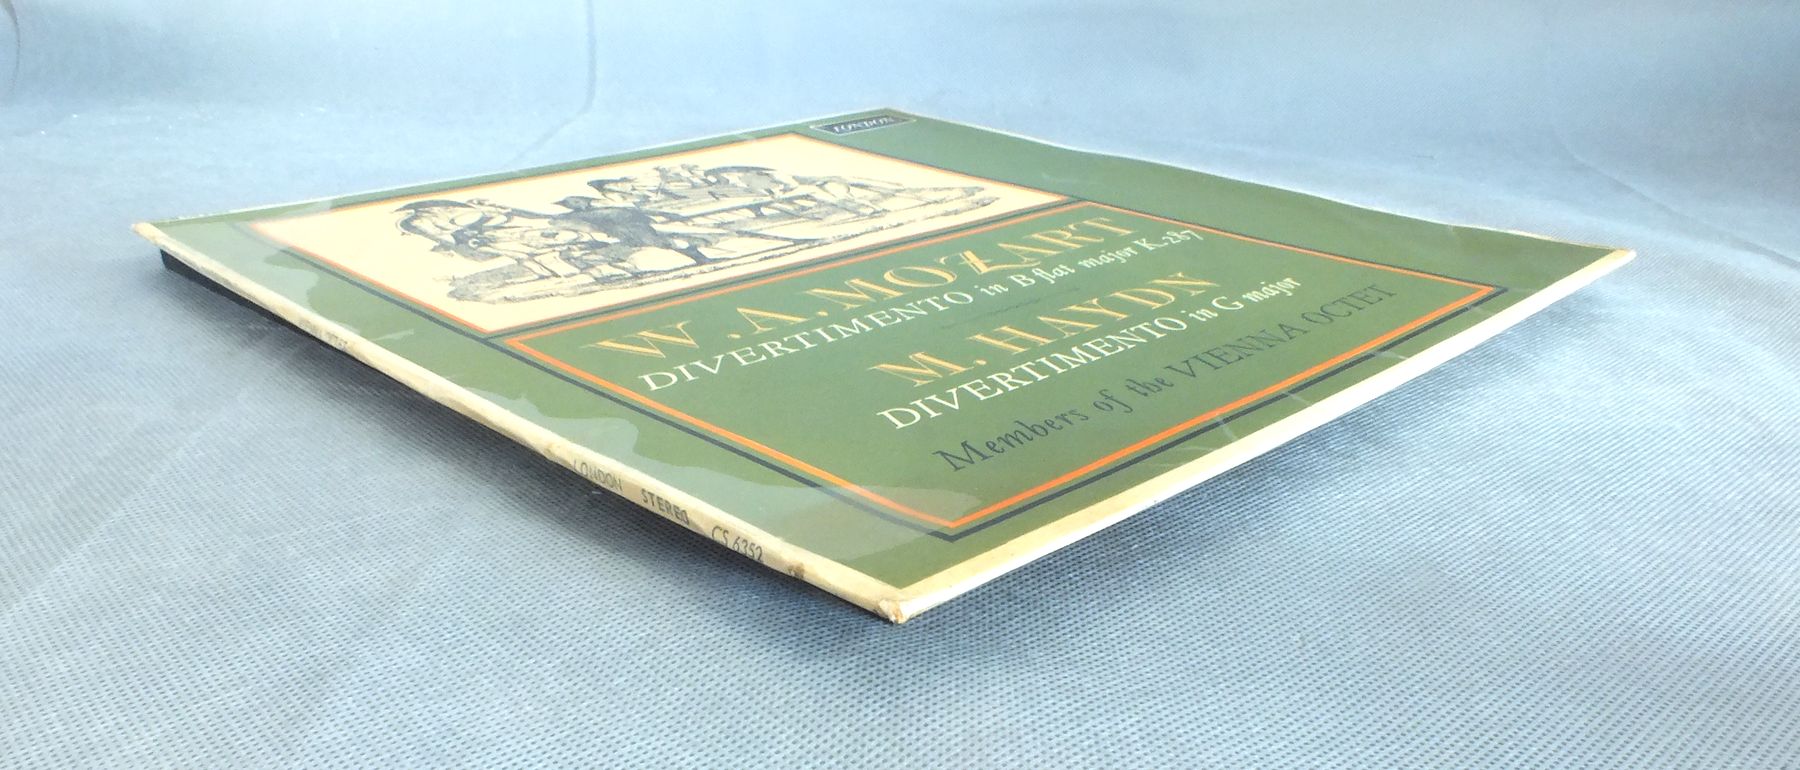 LONDON
W. A. MOZART
DIVERTIMENTO in B flat major K. 287
M. HAYDN
DIVERTIMENTO in G major
Members of the VIENNA OCTET
LONDON STEREO CS 6352